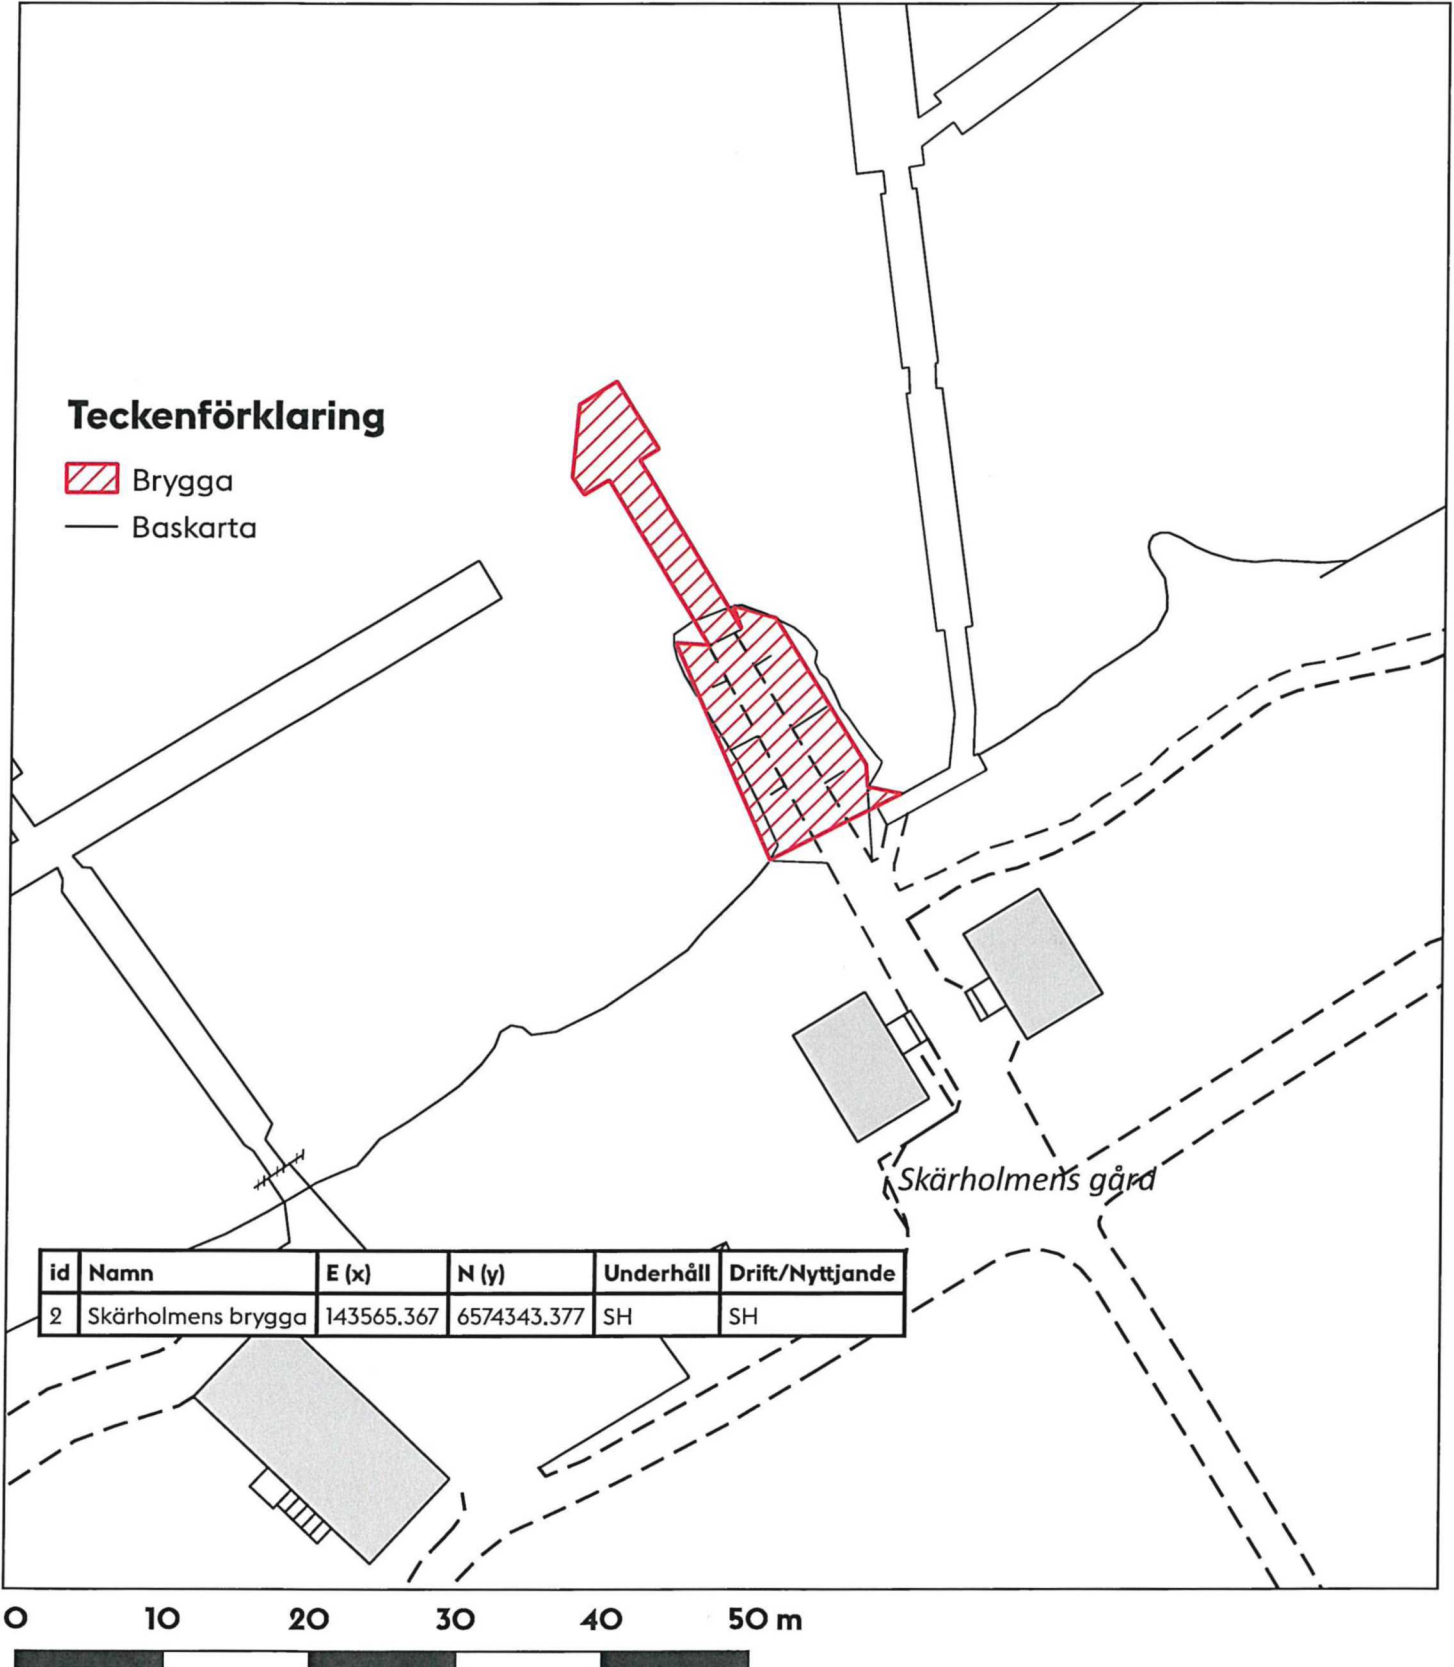 Teckenförklaring
Brygga
Baskarta
Skärholmens gård
id Namn E (x) N (y) Underhåll Drift/Nyttjande
2 Skärholmens brygga 143565.367 6574343.377 SH SH
0 10 20 30 40 50 m